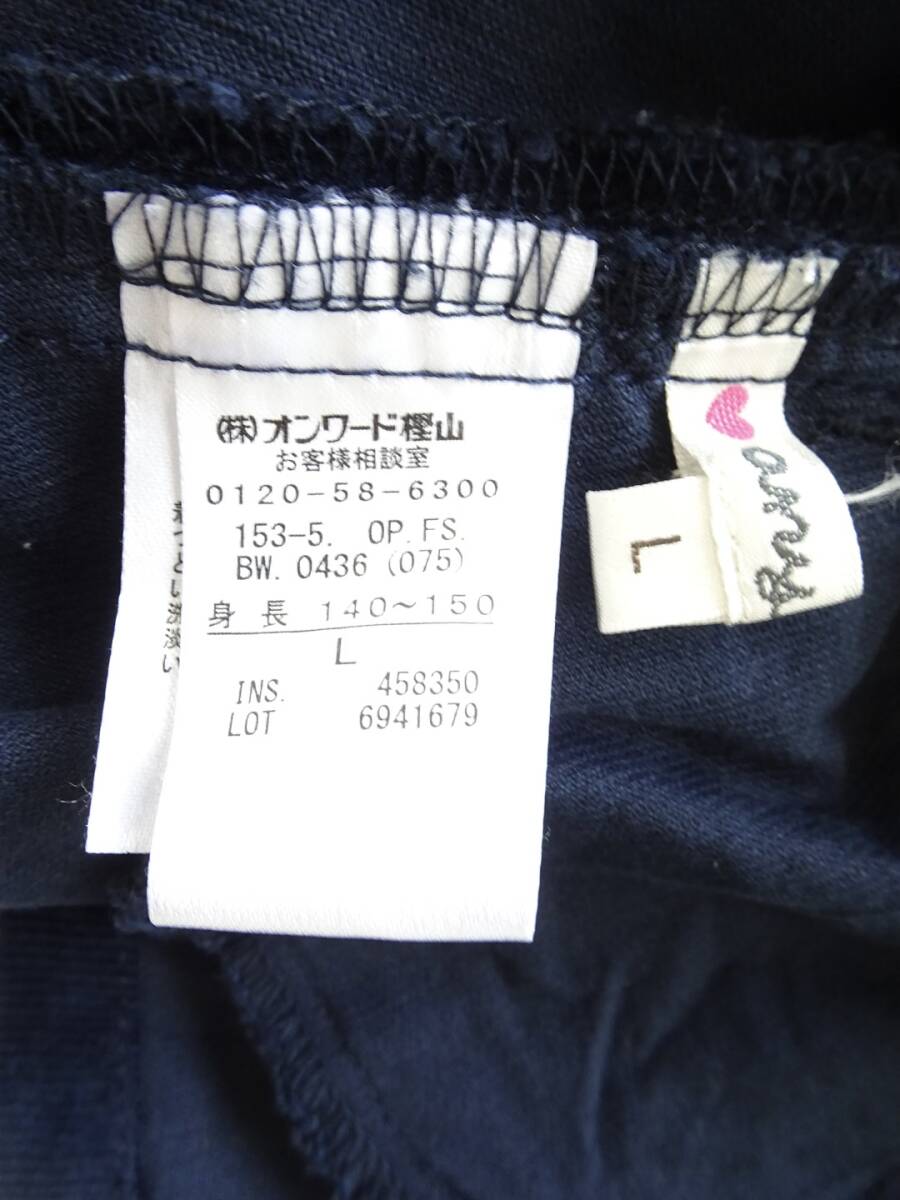 (株)オンワード樫山
お客様相談室
0120-58-6300
153-5. OP.FS.
BW. 0436 (075)
身長 140～150
L
INS. 458350
LOT 6941679
L
any